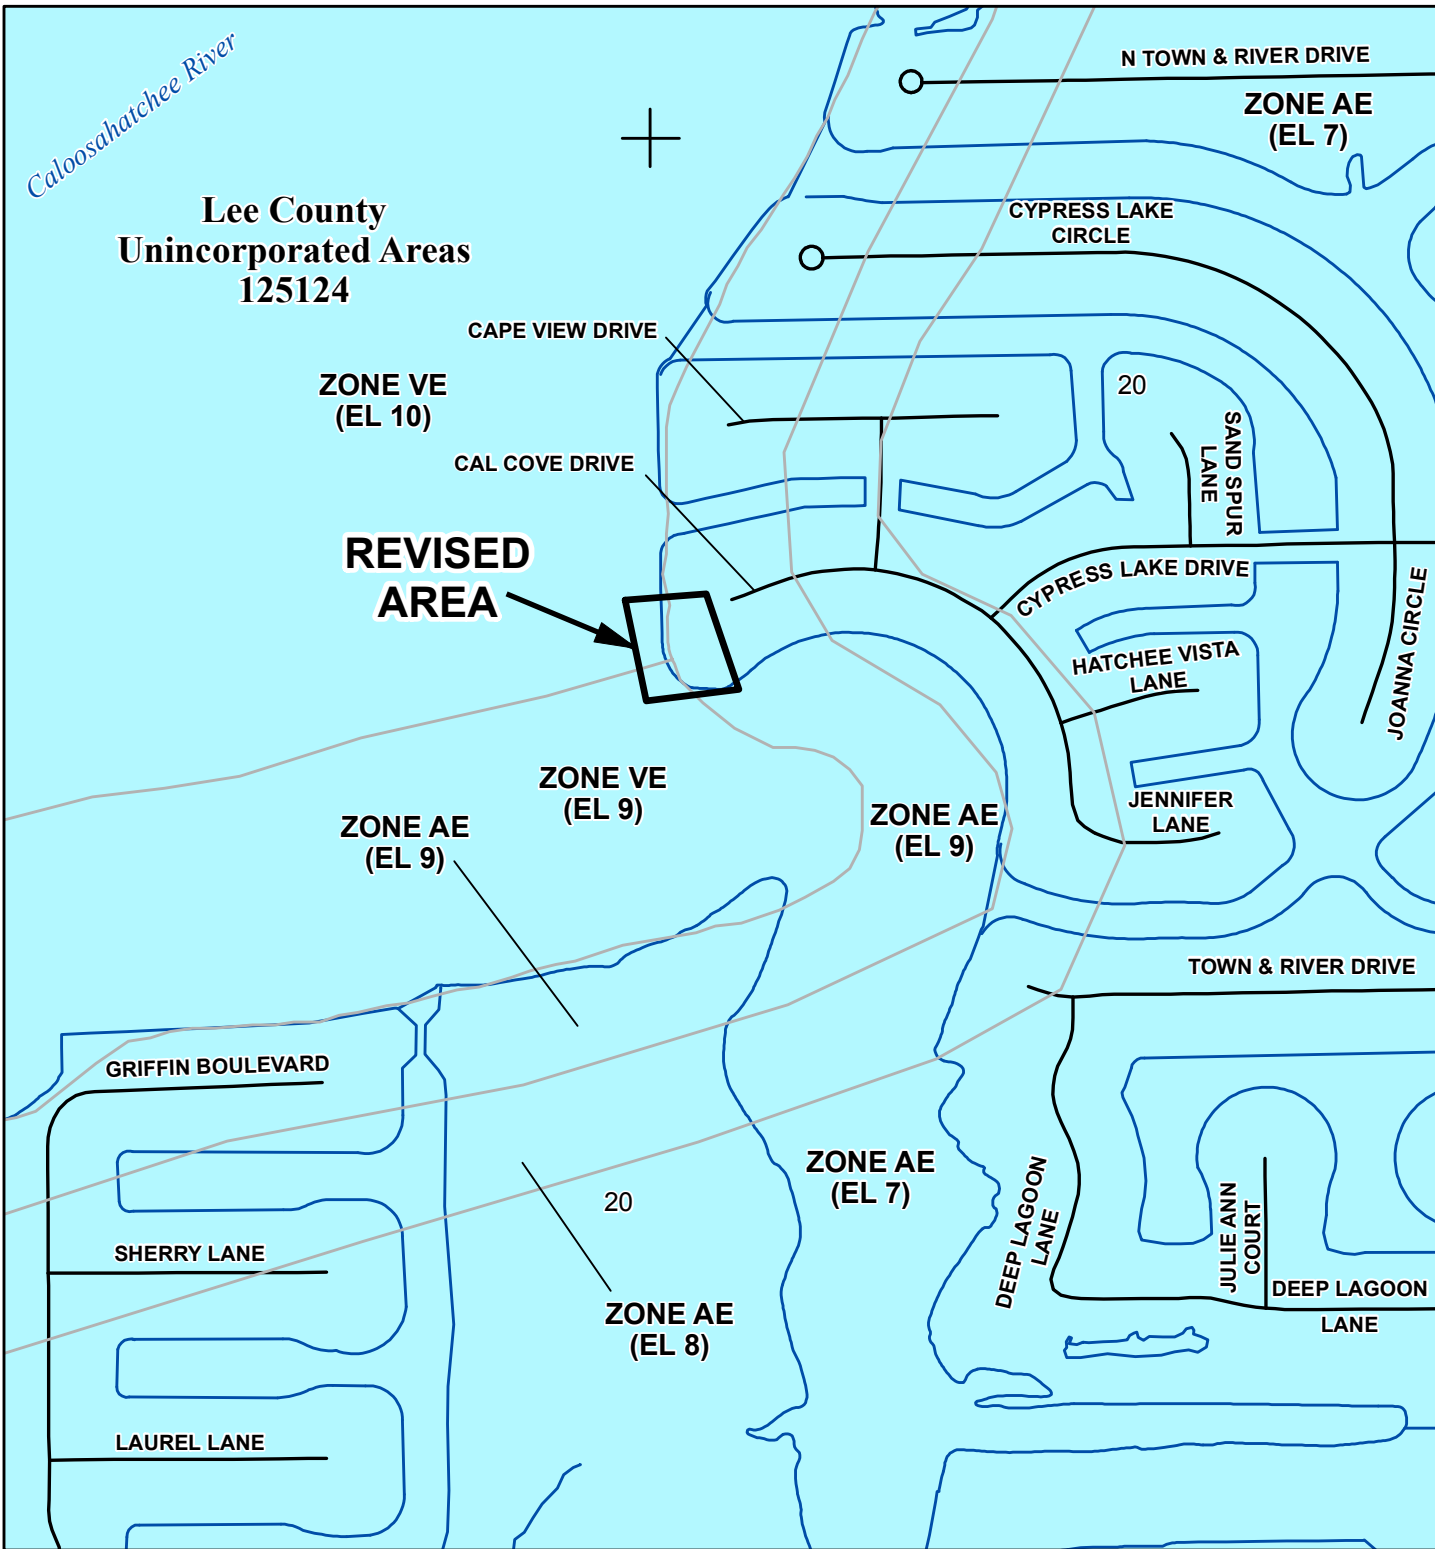 Caloosahatchee River
N TOWN & RIVER DRIVE
ZONE AE
(EL 7)
Lee County
Unincorporated Areas
125124
CYPRESS LAKE
CIRCLE
CAPE VIEW DRIVE
ZONE VE
(EL 10)
20
SAND SPUR
LANE
CAL COVE DRIVE
REVISED
AREA
CYPRESS LAKE DRIVE
JOANNA CIRCLE
HATCHEE VISTA
LANE
ZONE VE
(EL 9)
ZONE AE
(EL 9)
ZONE AE
(EL 9)
JENNIFER
LANE
TOWN & RIVER DRIVE
GRIFFIN BOULEVARD
ZONE AE
(EL 7)
20
DEEP LAGOON
LANE
JULIE ANN
COURT
SHERRY LANE
DEEP LAGOON
LANE
ZONE AE
(EL 8)
LAUREL LANE